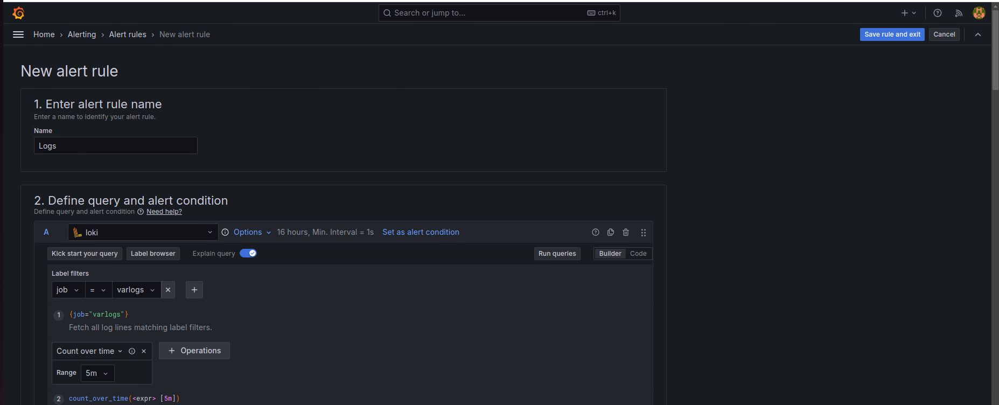 Search or jump to... ctrl+k
Home › Alerting › Alert rules › New alert rule
Save rule and exit Cancel
New alert rule
1. Enter alert rule name
Enter a name to identify your alert rule.
Name
Logs
2. Define query and alert condition
Define query and alert condition Need help?
A loki Options 16 hours, Min. Interval = 1s Set as alert condition
Kick start your query Label browser Explain query Run queries Builder Code
Label filters
job = varlogs
1 {job="varlogs"}
Fetch all log lines matching label filters.
Count over time + Operations
Range 5m
2 count_over_time(<expr> [5m])